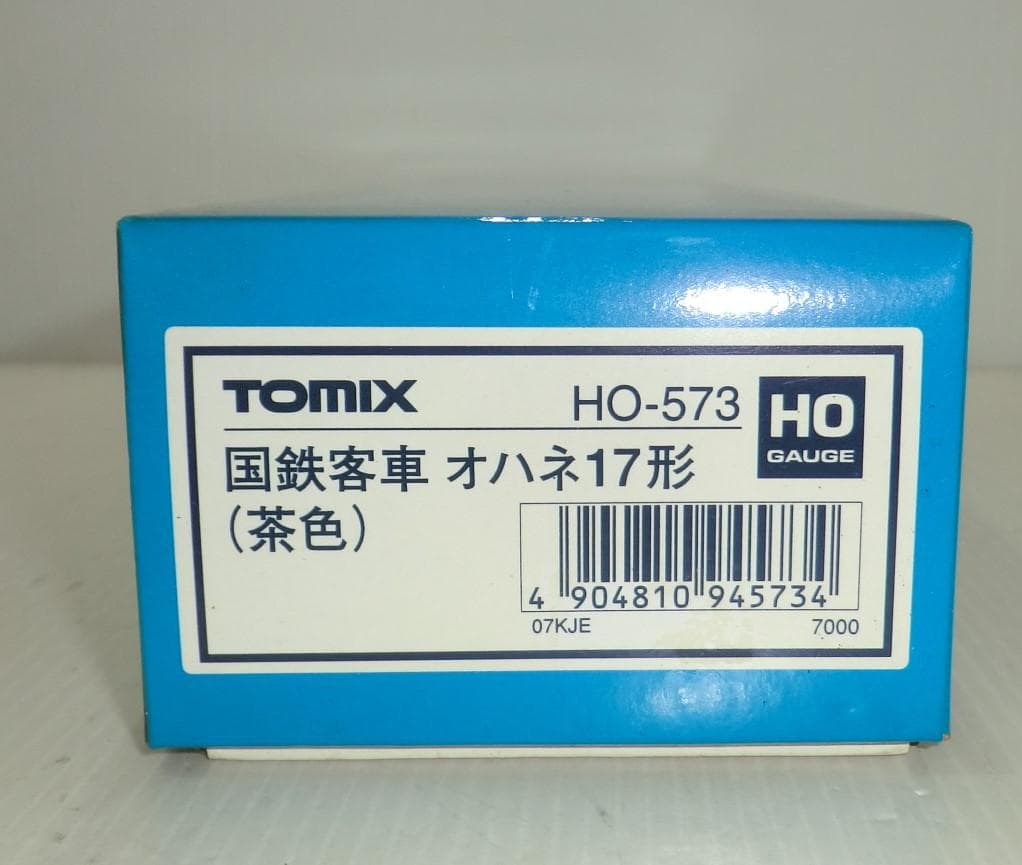 TOMIX HO-573
HO
GAUGE
国鉄客車 オハネ17形
(茶色)
4 904810 945734
07KJE 7000